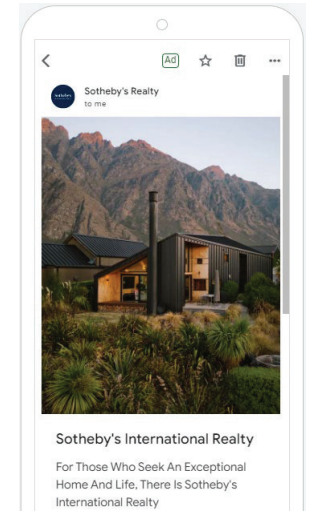 Ad
Sotheby's Realty
to me
Sotheby's International Realty
For Those Who Seek An Exceptional
Home And Life, There Is Sotheby's
International Realty